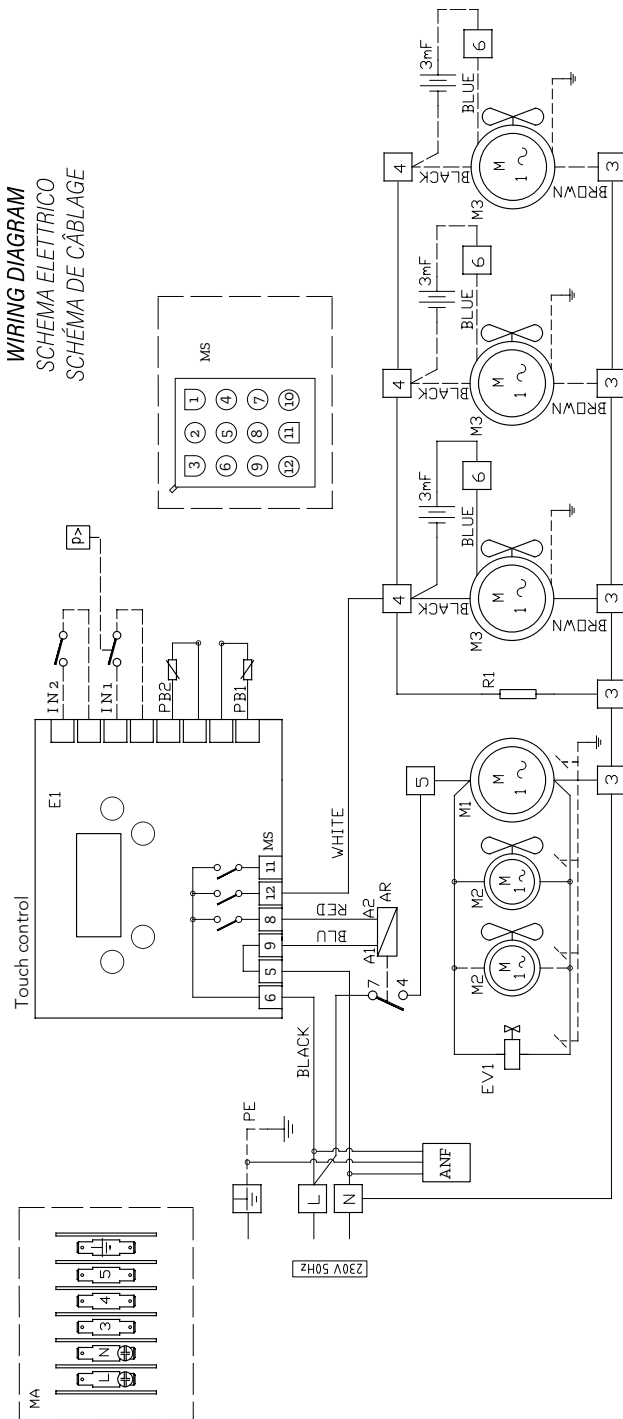 WIRING DIAGRAM
SCHEMA ELETTRICO
SCHÉMA DE CÂBLAGE
MA
L
N
3
4
5
230V 50Hz
L
N
PE
ANF
BLACK
Touch control
E1
6
5
9
8
12
11
MS
IN2
IN1
p>
PB2
PB1
BLU
RED
WHITE
A1
A2
AR
7
4
MS
3
2
1
6
5
4
9
8
7
12
11
10
EV1
M2
M
1
M2
M
1
M1
M
1
5
3
R1
3
4
BLACK
3mF
BLUE
6
M3
M
1
BROWN
3
4
BLACK
3mF
BLUE
6
M3
M
1
BROWN
3
4
BLACK
3mF
BLUE
6
M3
M
1
BROWN
3